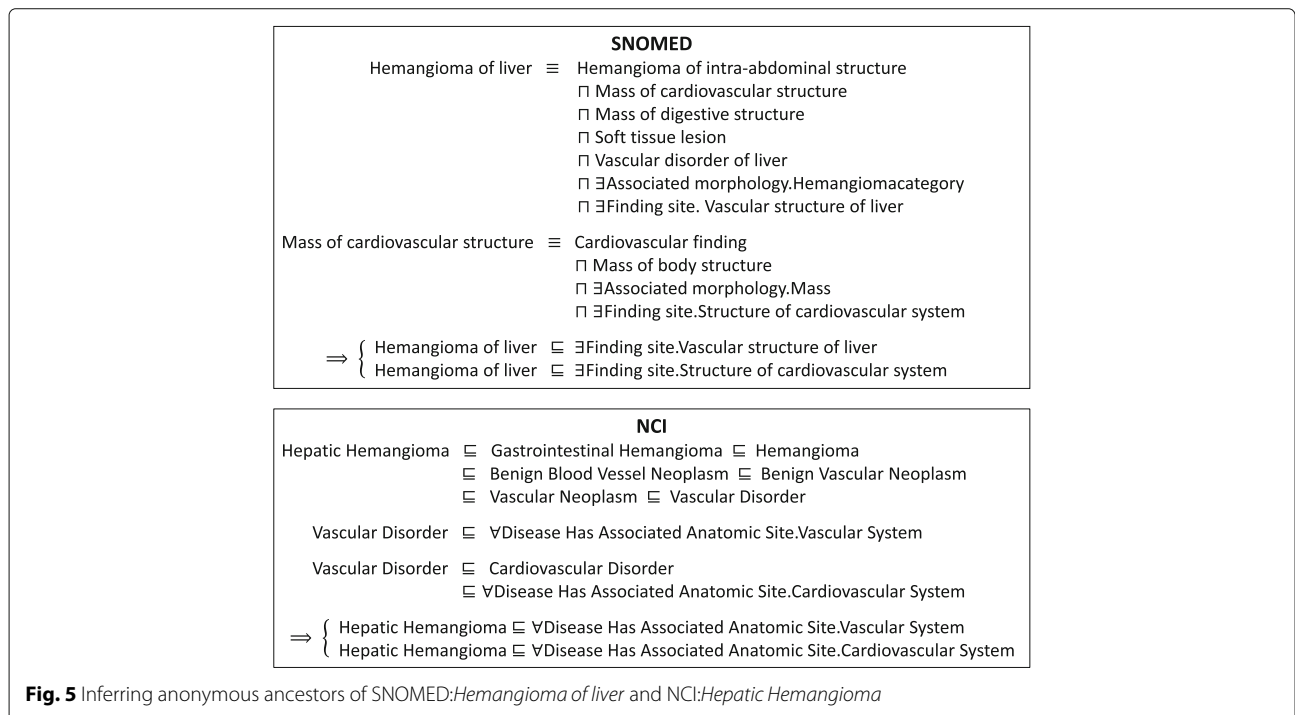 SNOMED
Hemangioma of liver ≡ Hemangioma of intra-abdominal structure
⊓ Mass of cardiovascular structure
⊓ Mass of digestive structure
⊓ Soft tissue lesion
⊓ Vascular disorder of liver
⊓ ∃Associated morphology.Hemangiomacategory
⊓ ∃Finding site. Vascular structure of liver
Mass of cardiovascular structure ≡ Cardiovascular finding
⊓ Mass of body structure
⊓ ∃Associated morphology.Mass
⊓ ∃Finding site.Structure of cardiovascular system
⟹ { Hemangioma of liver ⊑ ∃Finding site.Vascular structure of liver
Hemangioma of liver ⊑ ∃Finding site.Structure of cardiovascular system
NCI
Hepatic Hemangioma ⊑ Gastrointestinal Hemangioma ⊑ Hemangioma
⊑ Benign Blood Vessel Neoplasm ⊑ Benign Vascular Neoplasm
⊑ Vascular Neoplasm ⊑ Vascular Disorder
Vascular Disorder ⊑ ∀Disease Has Associated Anatomic Site.Vascular System
Vascular Disorder ⊑ Cardiovascular Disorder
⊑ ∀Disease Has Associated Anatomic Site.Cardiovascular System
⟹ { Hepatic Hemangioma ⊑ ∀Disease Has Associated Anatomic Site.Vascular System
Hepatic Hemangioma ⊑ ∀Disease Has Associated Anatomic Site.Cardiovascular System
Fig. 5 Inferring anonymous ancestors of SNOMED:Hemangioma of liver and NCI:Hepatic Hemangioma